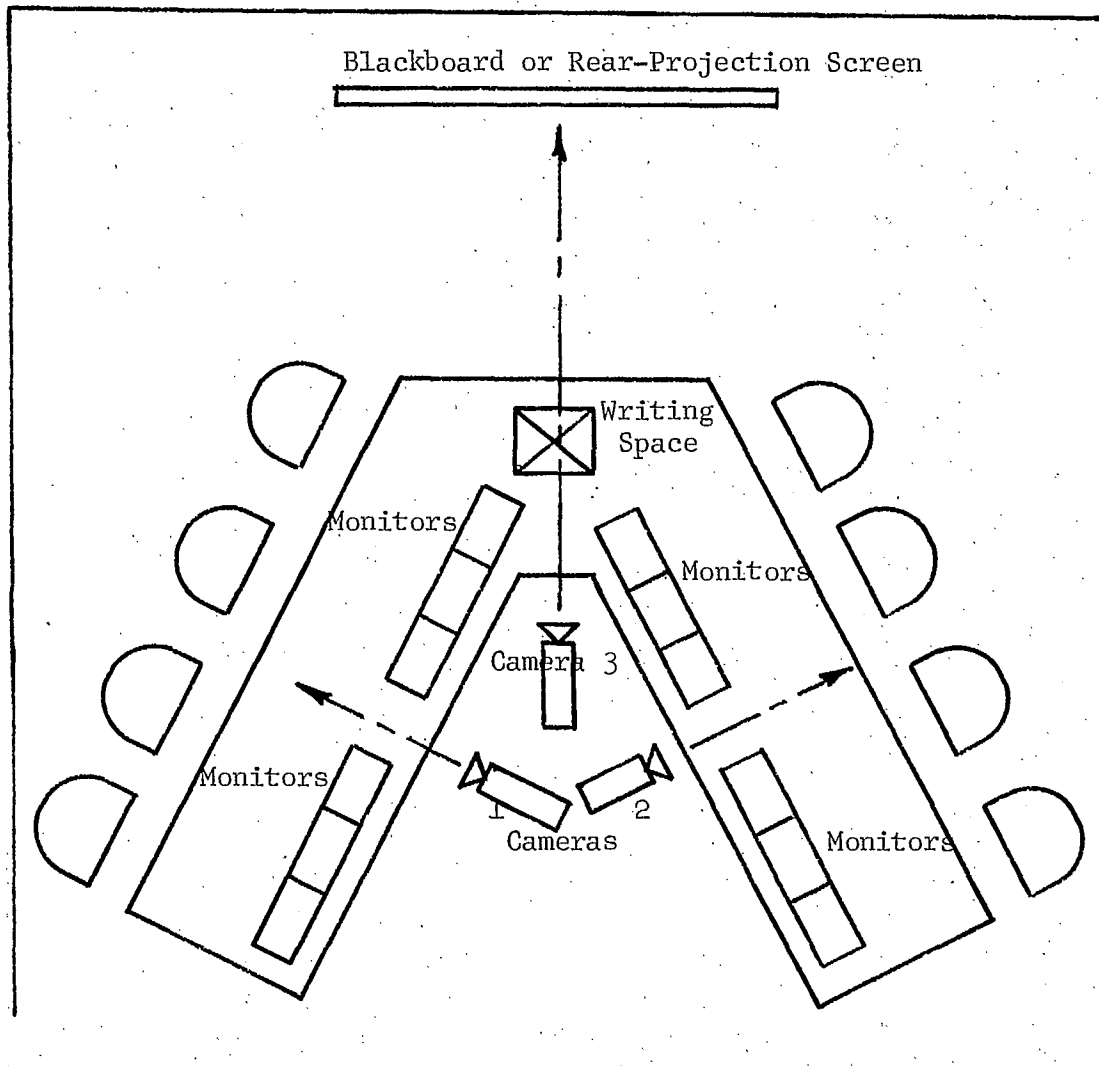 Blackboard or Rear-Projection Screen
Writing
Space
Monitors
Monitors
Camera 3
Monitors
1
2
Cameras
Monitors